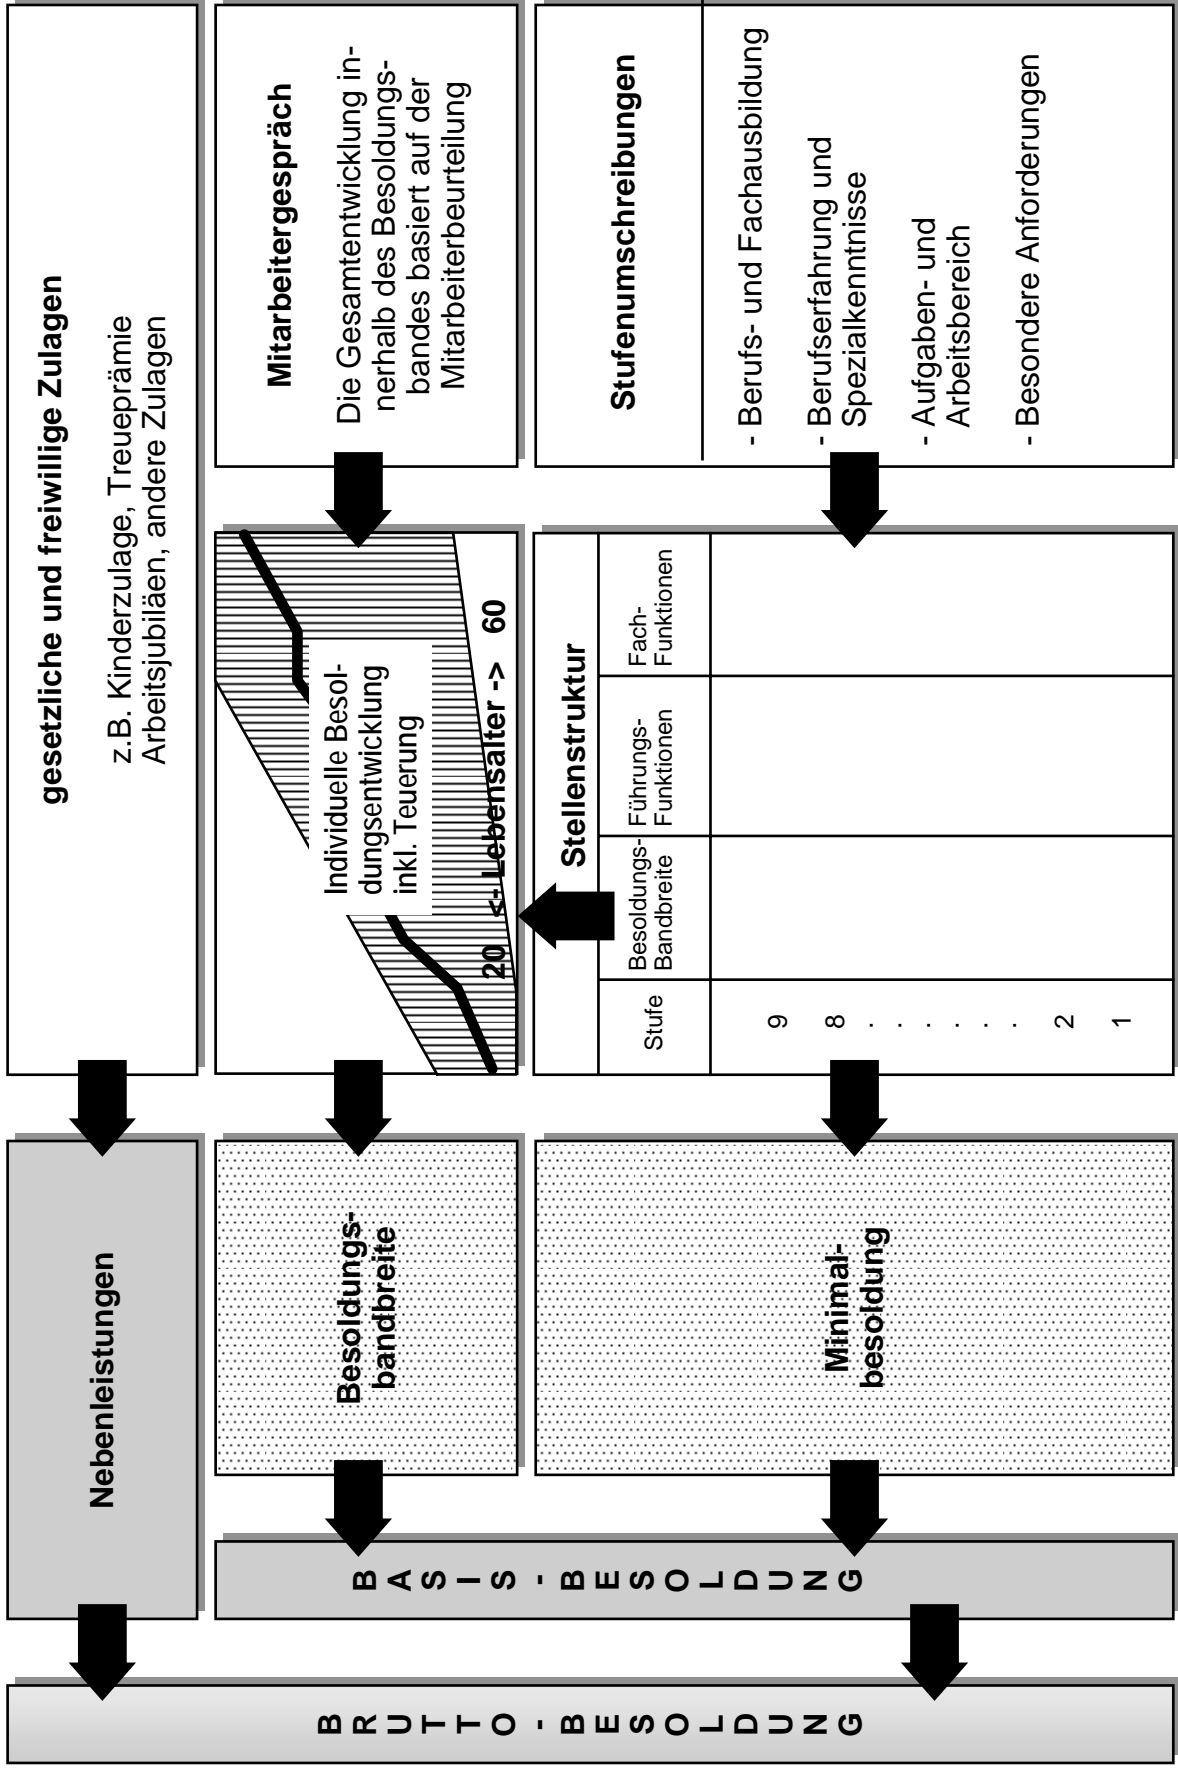 gesetzliche und freiwillige Zulagen
z.B. Kinderzulage, Treueprämie
Arbeitsjubiläen, andere Zulagen
Nebenleistungen
Mitarbeitergespräch
Die Gesamtentwicklung in-
nerhalb des Besoldungs-
bandes basiert auf der
Mitarbeiterbeurteilung
Individuelle Besol-
dungsentwicklung
inkl. Teuerung
20 <- Lebensalter -> 60
Besoldungs-
bandbreite
Stufenumschreibungen
- Berufs- und Fachausbildung
- Berufserfahrung und
Spezialkenntnisse
- Aufgaben- und
Arbeitsbereich
- Besondere Anforderungen
Stellenstruktur
Stufe
Besoldungs-
Bandbreite
Führungs-
Funktionen
Fach-
Funktionen
9
8
.
.
.
.
.
.
2
1
Minimal-
besoldung
B A S I S - B E S O L D U N G
B R U T T O - B E S O L D U N G